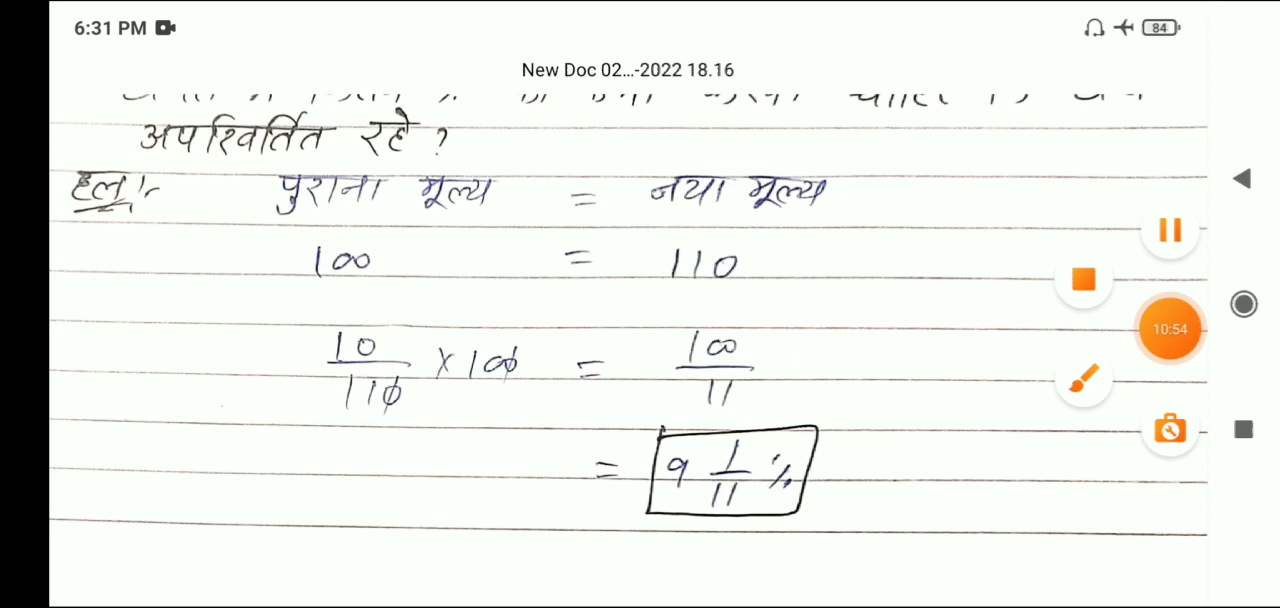 6:31 PM
84
New Doc 02...-2022 18.16
अपरिवर्तित रहे ?
हल :- पुराना मूल्य = नया मूल्य
100 = 110
10/110 × 100 = 100/11
= 9 1/11 %
10:54